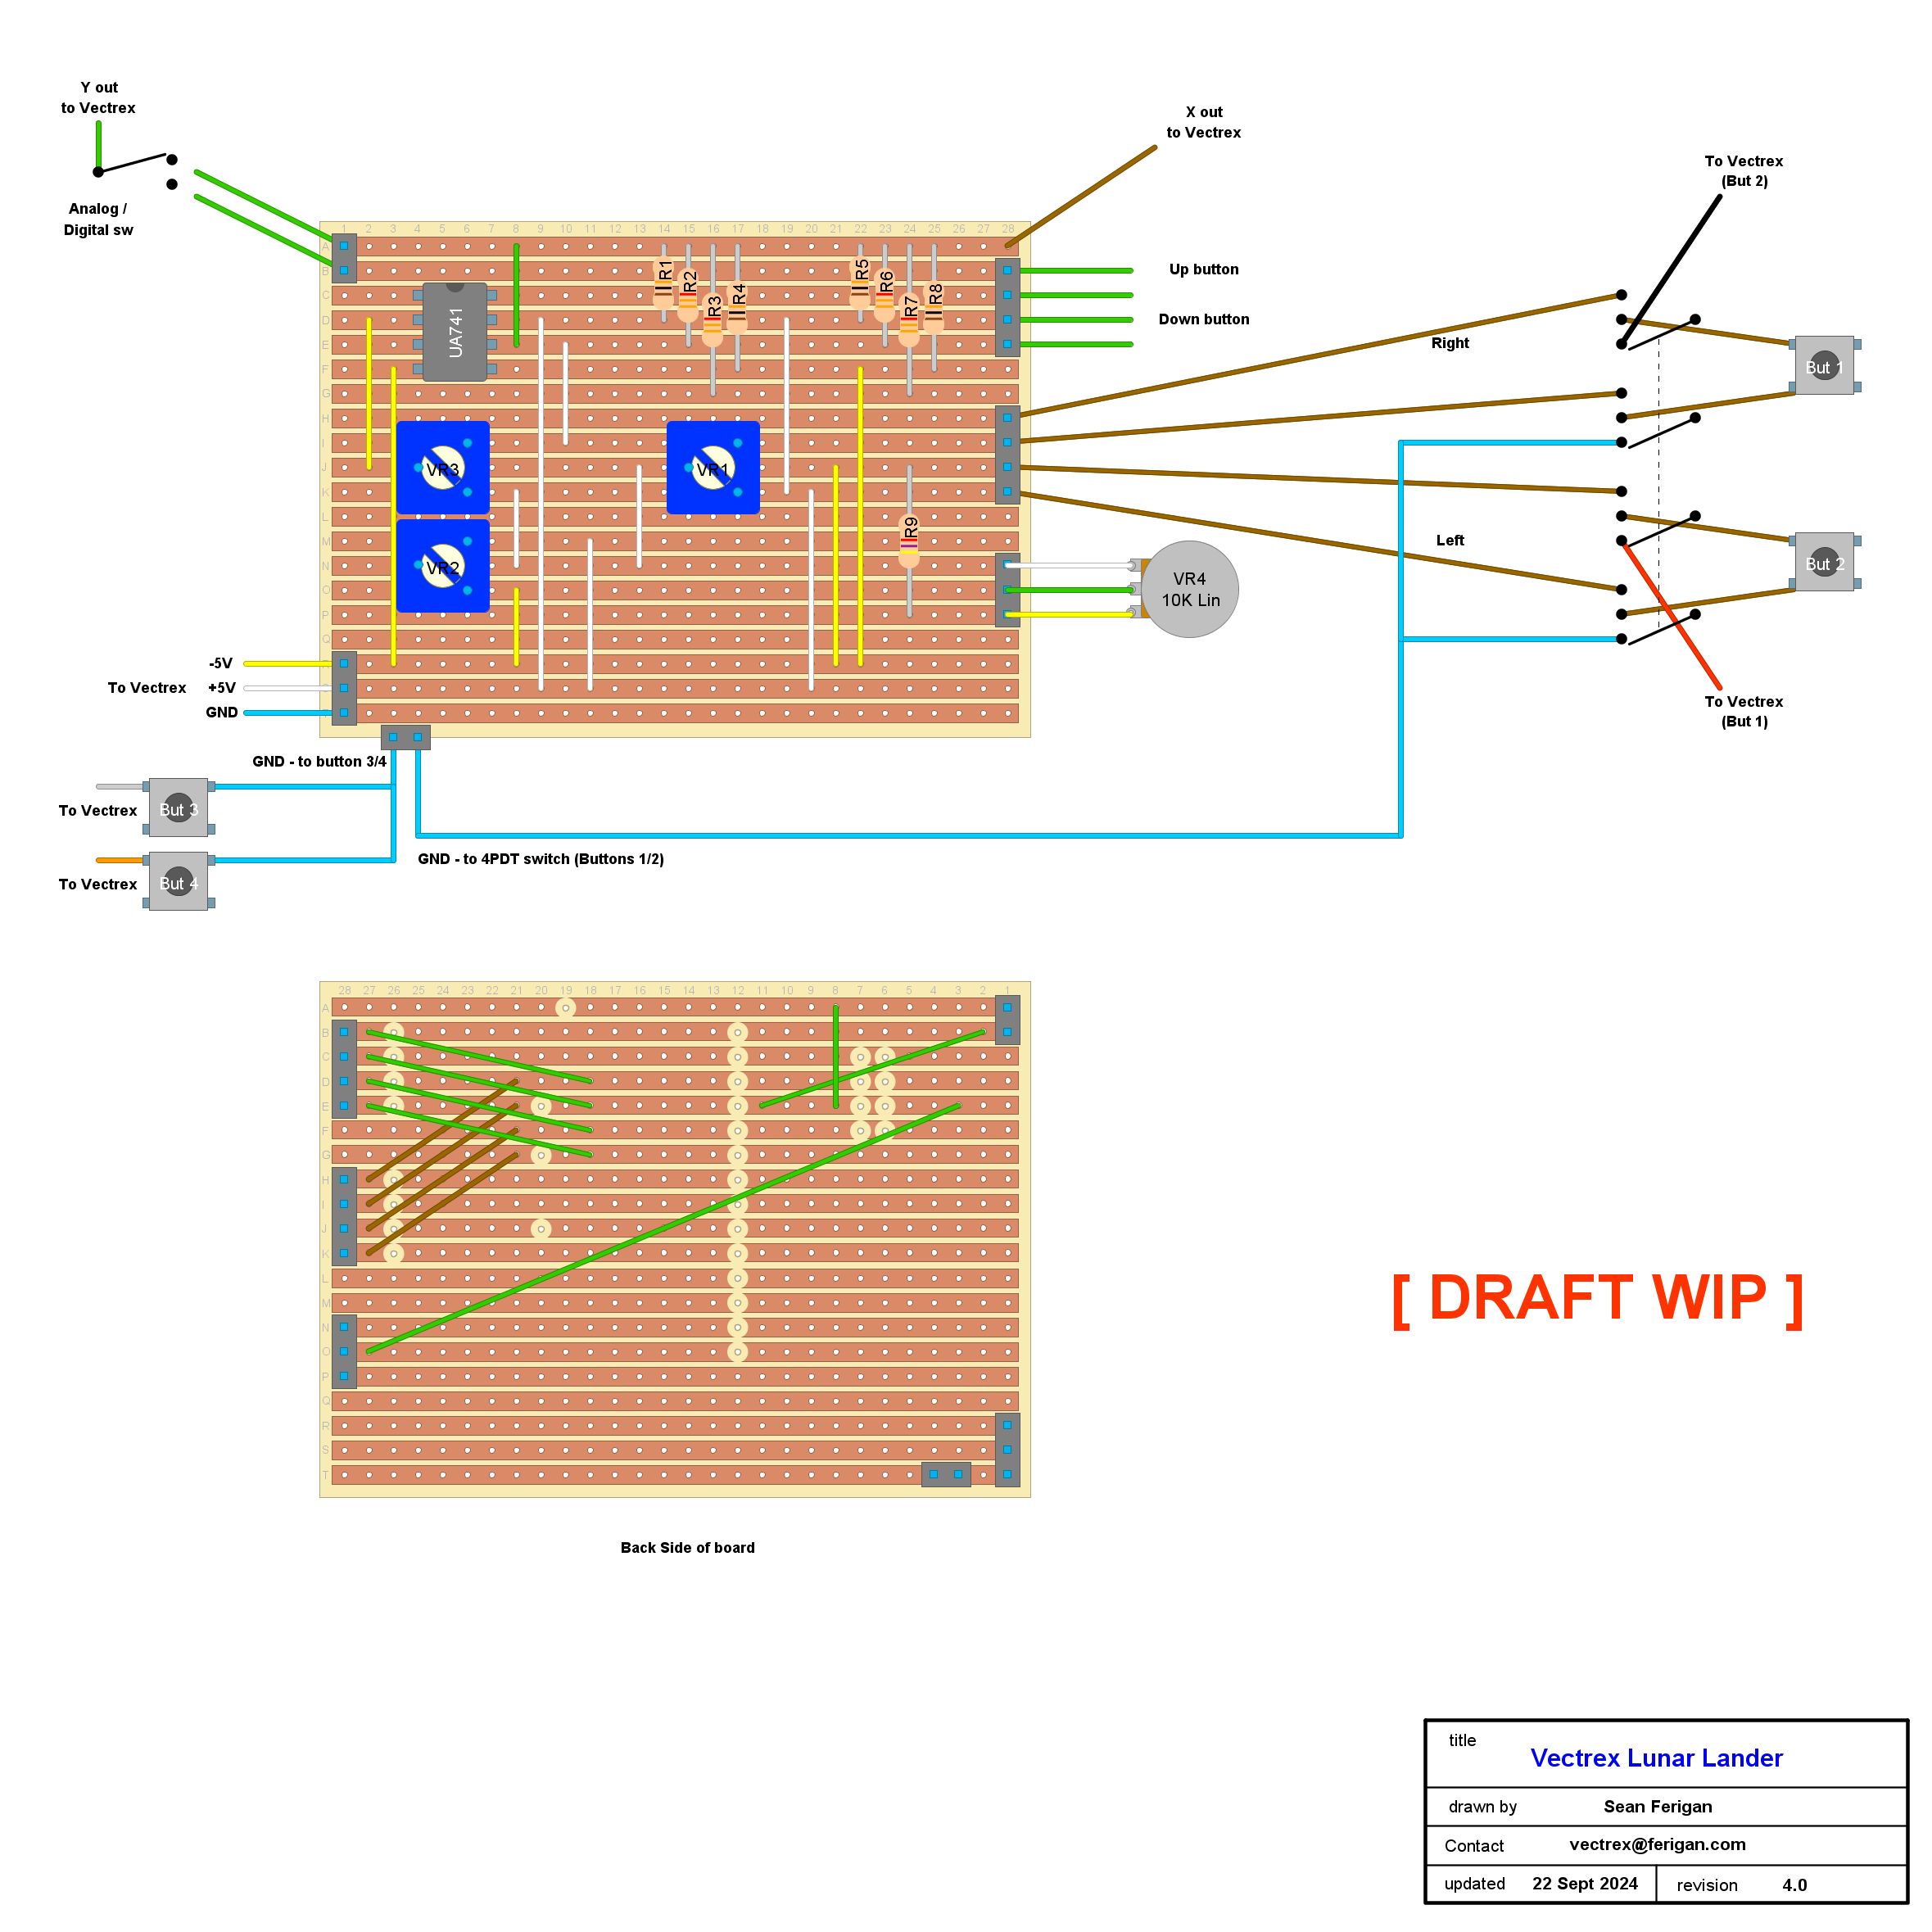 Y out
to Vectrex
X out
to Vectrex
To Vectrex
(But 2)
Analog /
Digital sw
1 2 3 4 5 6 7 8 9 10 11 12 13 14 15 16 17 18 19 20 21 22 23 24 25 26 27 28
A
B
C
D
E
F
G
H
I
J
K
L
M
N
O
P
Q
UA741
R1
R2
R3
R4
R5
R6
R7
R8
R9
Up button
Down button
Right
But 1
VR3
VR1
VR2
Left
But 2
VR4
10K Lin
-5V
To Vectrex +5V
GND
To Vectrex
(But 1)
GND - to button 3/4
To Vectrex
But 3
GND - to 4PDT switch (Buttons 1/2)
To Vectrex
But 4
28 27 26 25 24 23 22 21 20 19 18 17 16 15 14 13 12 11 10 9 8 7 6 5 4 3 2 1
A
B
C
D
E
F
G
H
I
J
K
L
M
N
O
P
Q
R
S
T
[ DRAFT WIP ]
Back Side of board
title
Vectrex Lunar Lander
drawn by Sean Ferigan
Contact vectrex@ferigan.com
updated 22 Sept 2024 revision 4.0